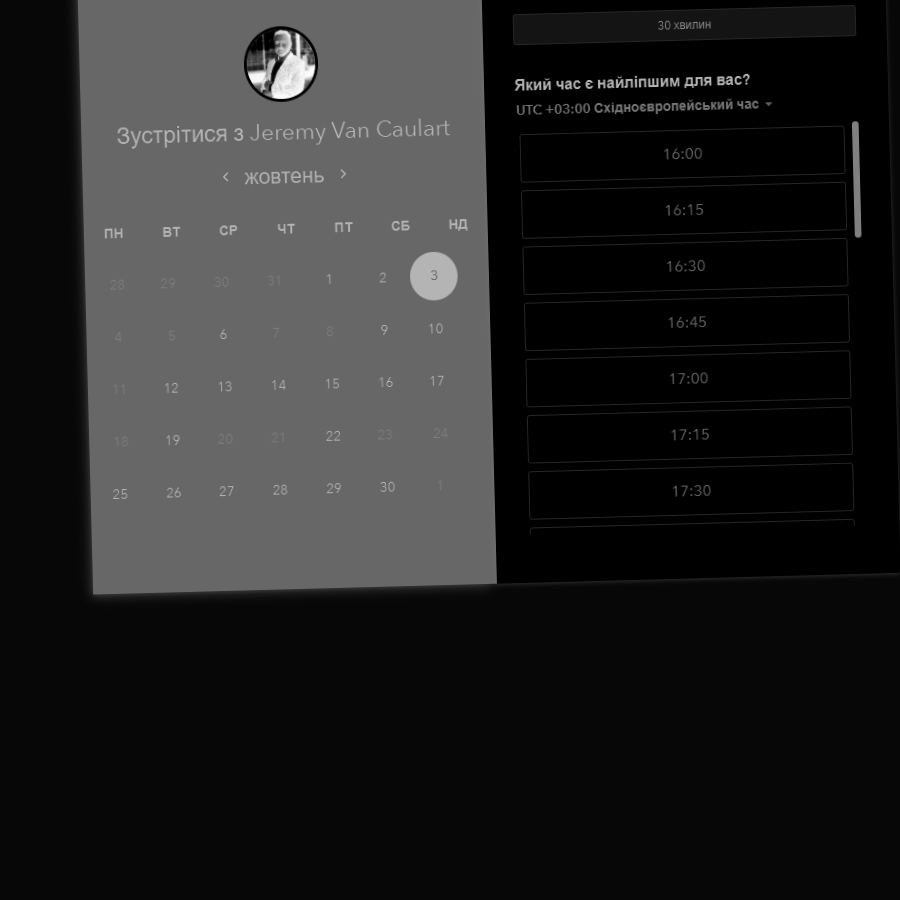 Зустрітися з Jeremy Van Caulart
жовтень
ПН ВТ СР ЧТ ПТ СБ НД
28 29 30 31 1 2 3
4 5 6 7 8 9 10
11 12 13 14 15 16 17
18 19 20 21 22 23 24
25 26 27 28 29 30 1
30 хвилин
Який час є найліпшим для вас?
UTC +03:00 Східноєвропейський час
16:00
16:15
16:30
16:45
17:00
17:15
17:30